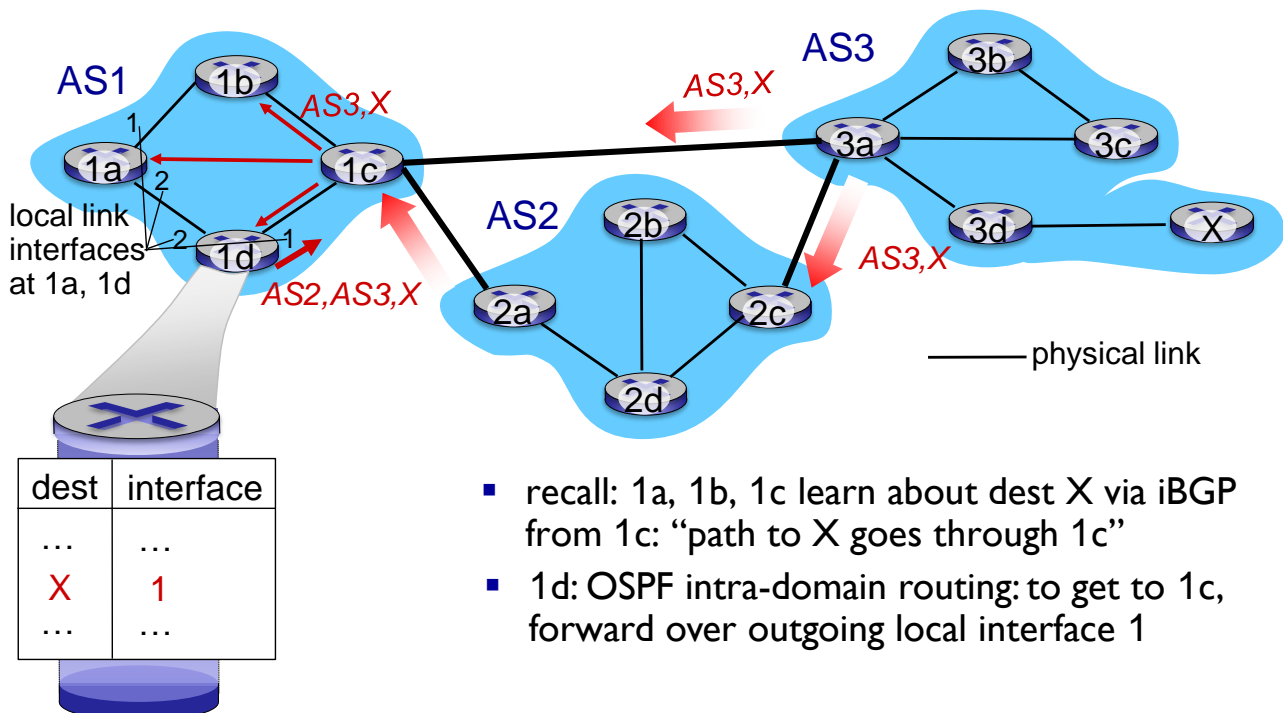 AS1
1b
AS3,X
1
1a
2
1c
local link
interfaces
at 1a, 1d
2
1
1d
AS2,AS3,X
AS3,X
AS3
3b
3a
3c
3d
X
AS3,X
AS2
2b
2a
2c
2d
physical link
dest interface
… …
X 1
… …
▪ recall: 1a, 1b, 1c learn about dest X via iBGP
from 1c: “path to X goes through 1c”
▪ 1d: OSPF intra-domain routing: to get to 1c,
forward over outgoing local interface 1